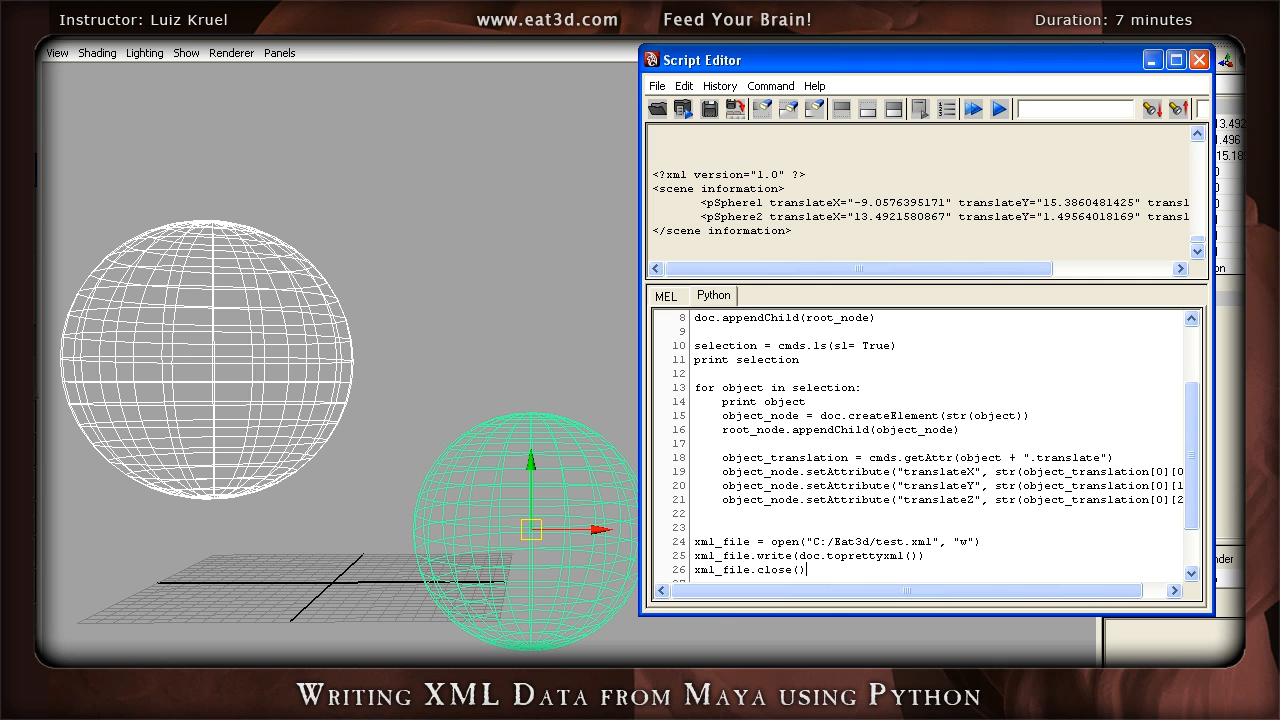 Instructor: Luiz Kruel
www.eat3d.com
Feed Your Brain!
Duration: 7 minutes
View Shading Lighting Show Renderer Panels
Script Editor
File Edit History Command Help
<?xml version="1.0" ?>
<scene information>
<pSphere1 translateX="-9.0576395171" translateY="15.3860481425" transl
<pSphere2 translateX="13.4921558867" translateY="1.49564018169" transl
</scene information>
MEL Python
8 doc.appendChild(root_node)
9
10 selection = cmds.ls(sl= True)
11 print selection
12
13 for object in selection:
14 print object
15 object_node = doc.createElement(str(object))
16 root_node.appendChild(object_node)
17
18 object_translation = cmds.getAttr(object + ".translate")
19 object_node.setAttribute("translateX", str(object_translation[0][0
20 object_node.setAttribute("translateY", str(object_translation[0][1
21 object_node.setAttribute("translateZ", str(object_translation[0][2
22
23
24 xml_file = open("C:/Eat3d/test.xml", "w")
25 xml_file.write(doc.toprettyxml())
26 xml_file.close()
Writing XML Data from Maya using Python